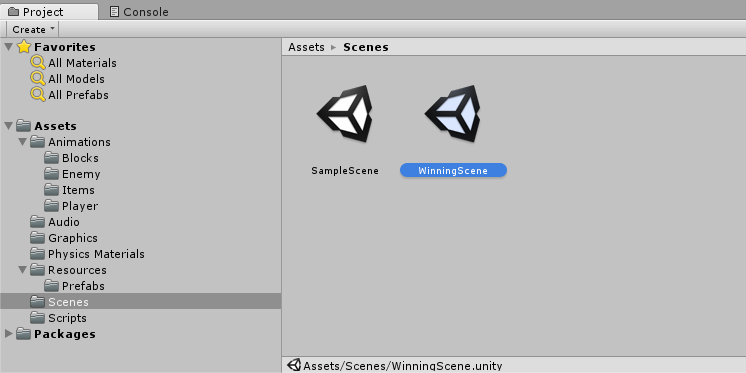 Project
Console
Create
Favorites
All Materials
All Models
All Prefabs
Assets
Animations
Blocks
Enemy
Items
Player
Audio
Graphics
Physics Materials
Resources
Prefabs
Scenes
Scripts
Packages
Assets Scenes
SampleScene
WinningScene
Assets/Scenes/WinningScene.unity